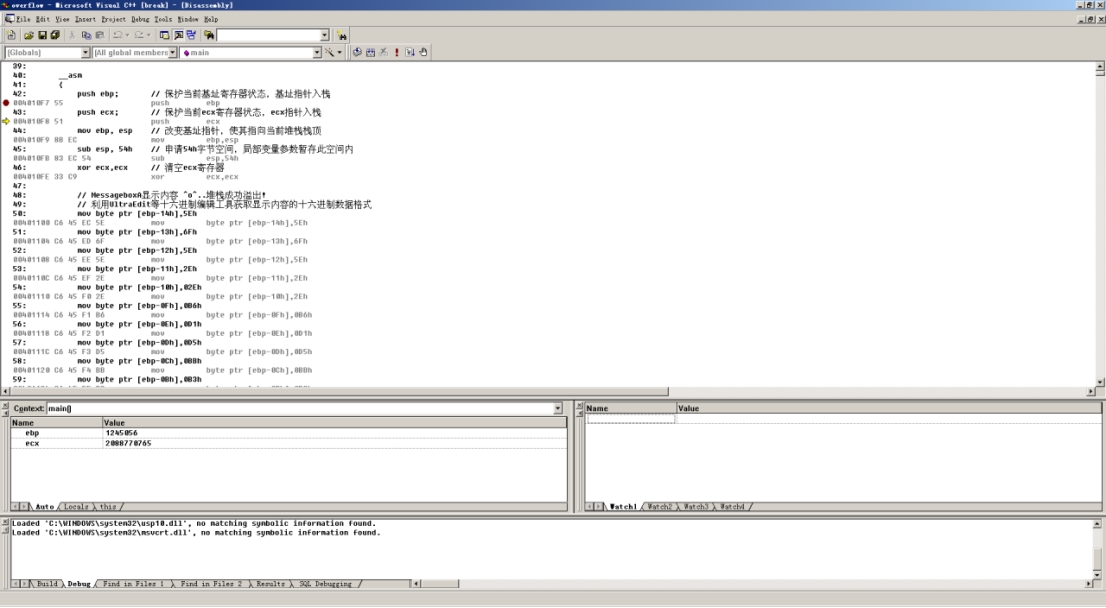 overflow - Microsoft Visual C++ [break] - [Disassembly]
File Edit View Insert Project Debug Tools Window Help
[Globals] [All global members] main
39:
40: __asm
41: {
42: push ebp; // 保护当前基址寄存器状态, 基址指针入栈
004010F7 55 push ebp
43: push ecx; // 保护当前ecx寄存器状态, ecx指针入栈
004010F8 51 push ecx
44: mov ebp, esp // 改变基址指针, 使其指向当前堆栈栈顶
004010F9 8B EC mov ebp,esp
45: sub esp, 54h // 申请54h字节空间, 局部变量参数暂存此空间内
004010FB 83 EC 54 sub esp,54h
46: xor ecx,ecx // 清空ecx寄存器
004010FE 33 C9 xor ecx,ecx
47:
48: // MessageboxA显示内容 ^o^..堆栈成功溢出!
49: // 利用UltraEdit等十六进制编辑工具获取显示内容的十六进制数据格式
50: mov byte ptr [ebp-14h],5Eh
00401100 C6 45 EC 5E mov byte ptr [ebp-14h],5Eh
51: mov byte ptr [ebp-13h],6Fh
00401104 C6 45 ED 6F mov byte ptr [ebp-13h],6Fh
52: mov byte ptr [ebp-12h],5Eh
00401108 C6 45 EE 5E mov byte ptr [ebp-12h],5Eh
53: mov byte ptr [ebp-11h],2Eh
0040110C C6 45 EF 2E mov byte ptr [ebp-11h],2Eh
54: mov byte ptr [ebp-10h],02Eh
00401110 C6 45 F0 2E mov byte ptr [ebp-10h],2Eh
55: mov byte ptr [ebp-0Fh],0B6h
00401114 C6 45 F1 B6 mov byte ptr [ebp-0Fh],0B6h
56: mov byte ptr [ebp-0Eh],0D1h
00401118 C6 45 F2 D1 mov byte ptr [ebp-0Eh],0D1h
57: mov byte ptr [ebp-0Dh],0D5h
0040111C C6 45 F3 D5 mov byte ptr [ebp-0Dh],0D5h
58: mov byte ptr [ebp-0Ch],0BBh
00401120 C6 45 F4 BB mov byte ptr [ebp-0Ch],0BBh
59: mov byte ptr [ebp-0Bh],0B3h
Context: main()
Name Value
ebp 1245056
ecx 2088770765
Auto Locals this
Name Value
Watch1 Watch2 Watch3 Watch4
Loaded 'C:\WINDOWS\system32\usp10.dll', no matching symbolic information found.
Loaded 'C:\WINDOWS\system32\msvcrt.dll', no matching symbolic information found.
Build Debug Find in Files 1 Find in Files 2 Results SQL Debugging